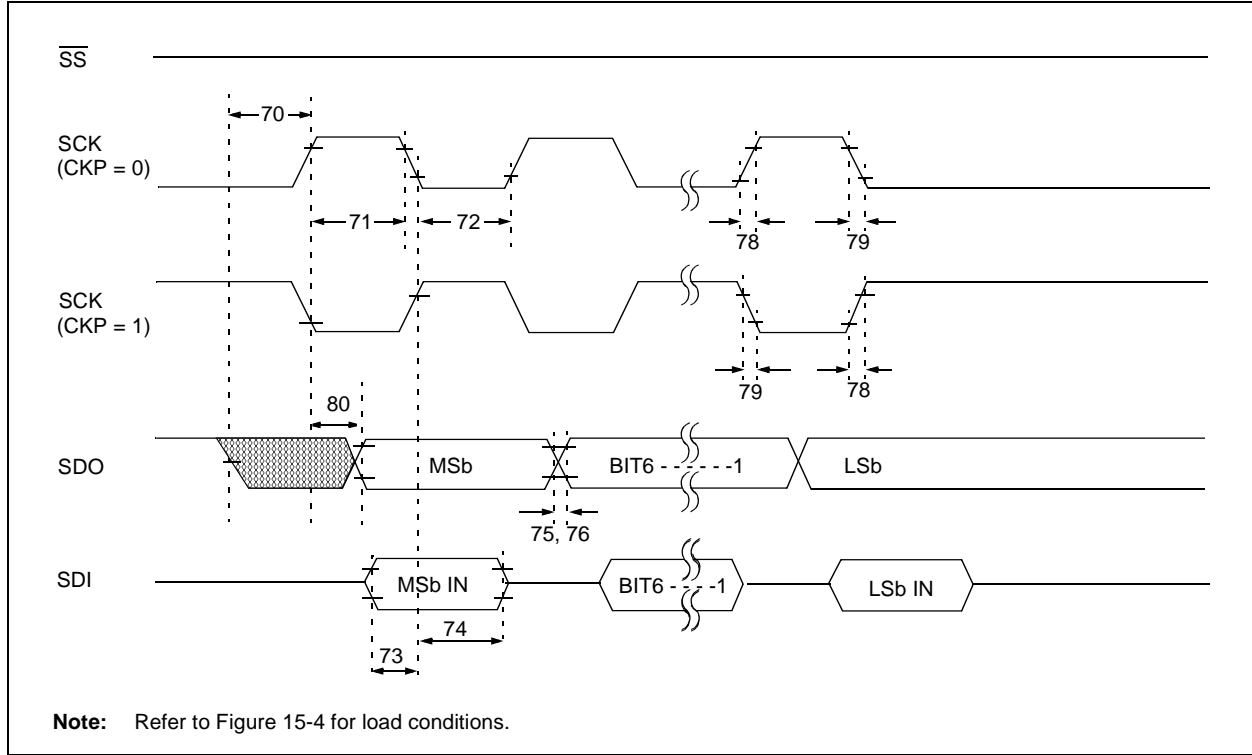 SS
70
SCK
(CKP = 0)
71
72
78
79
SCK
(CKP = 1)
79
78
80
SDO
MSb
BIT6 - - - - - -1
LSb
75, 76
SDI
MSb IN
BIT6 - - - - -1
LSb IN
74
73
Note: Refer to Figure 15-4 for load conditions.